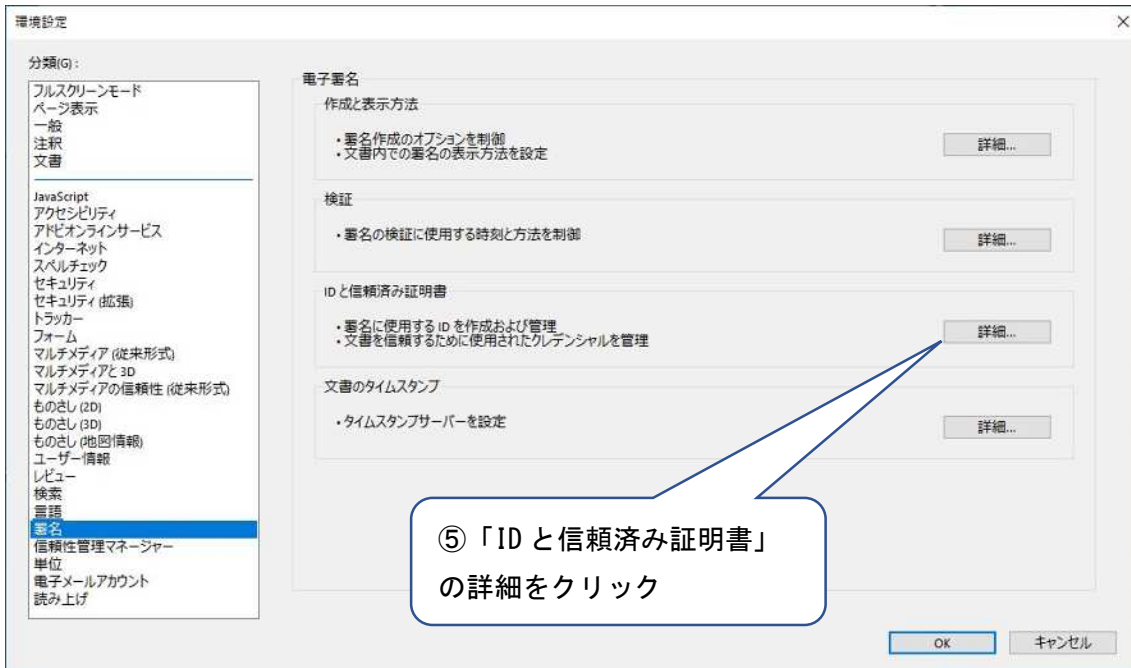 環境設定
分類(G):
フルスクリーンモード
ページ表示
一般
注釈
文書
JavaScript
アクセシビリティ
アドビオンラインサービス
インターネット
スペルチェック
セキュリティ
セキュリティ (拡張)
トラッカー
フォーム
マルチメディア (従来形式)
マルチメディアと 3D
マルチメディアの信頼性 (従来形式)
ものさし (2D)
ものさし (3D)
ものさし (地図情報)
ユーザー情報
レビュー
検索
言語
署名
信頼性管理マネージャー
単位
電子メールアカウント
読み上げ
電子署名
作成と表示方法
・署名作成のオプションを制御
・文書内での署名の表示方法を設定
詳細...
検証
・署名の検証に使用する時刻と方法を制御
詳細...
ID と信頼済み証明書
・署名に使用する ID を作成および管理
・文書を信頼するために使用されたクレデンシャルを管理
詳細...
文書のタイムスタンプ
・タイムスタンプサーバーを設定
詳細...
⑤「ID と信頼済み証明書」
の詳細をクリック
OK
キャンセル